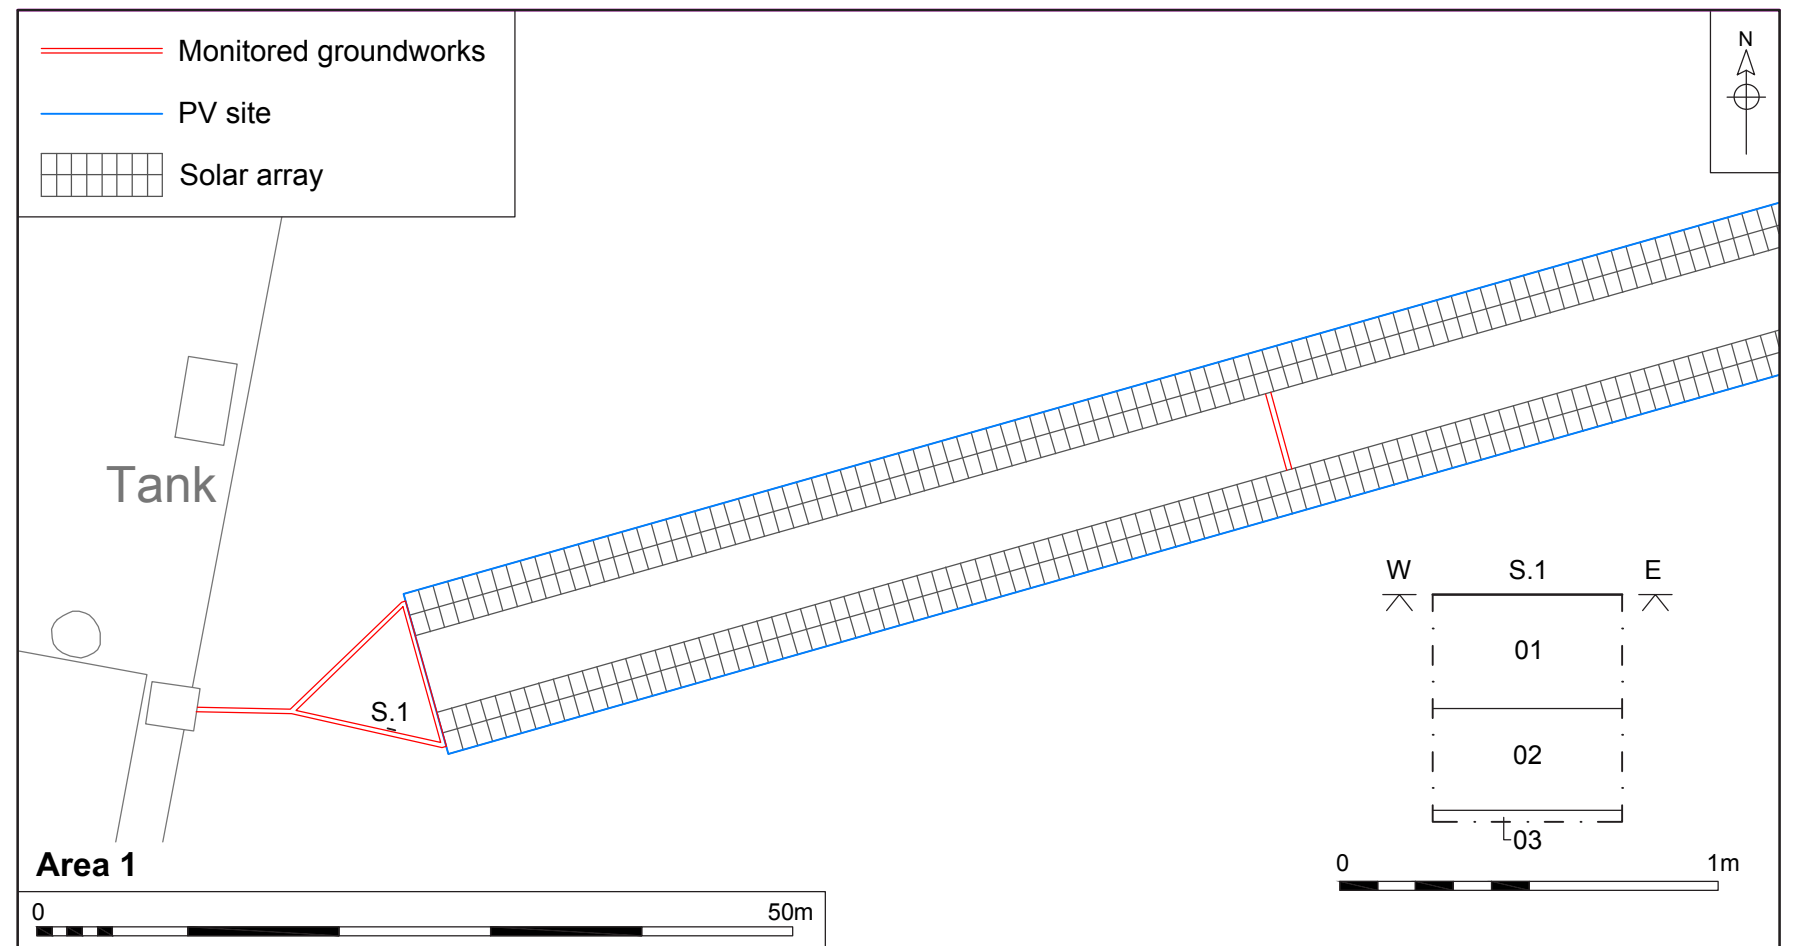 Monitored groundworks
PV site
Solar array
N
Tank
S.1
W S.1 E
01
02
03
Area 1
0 1m
0 50m